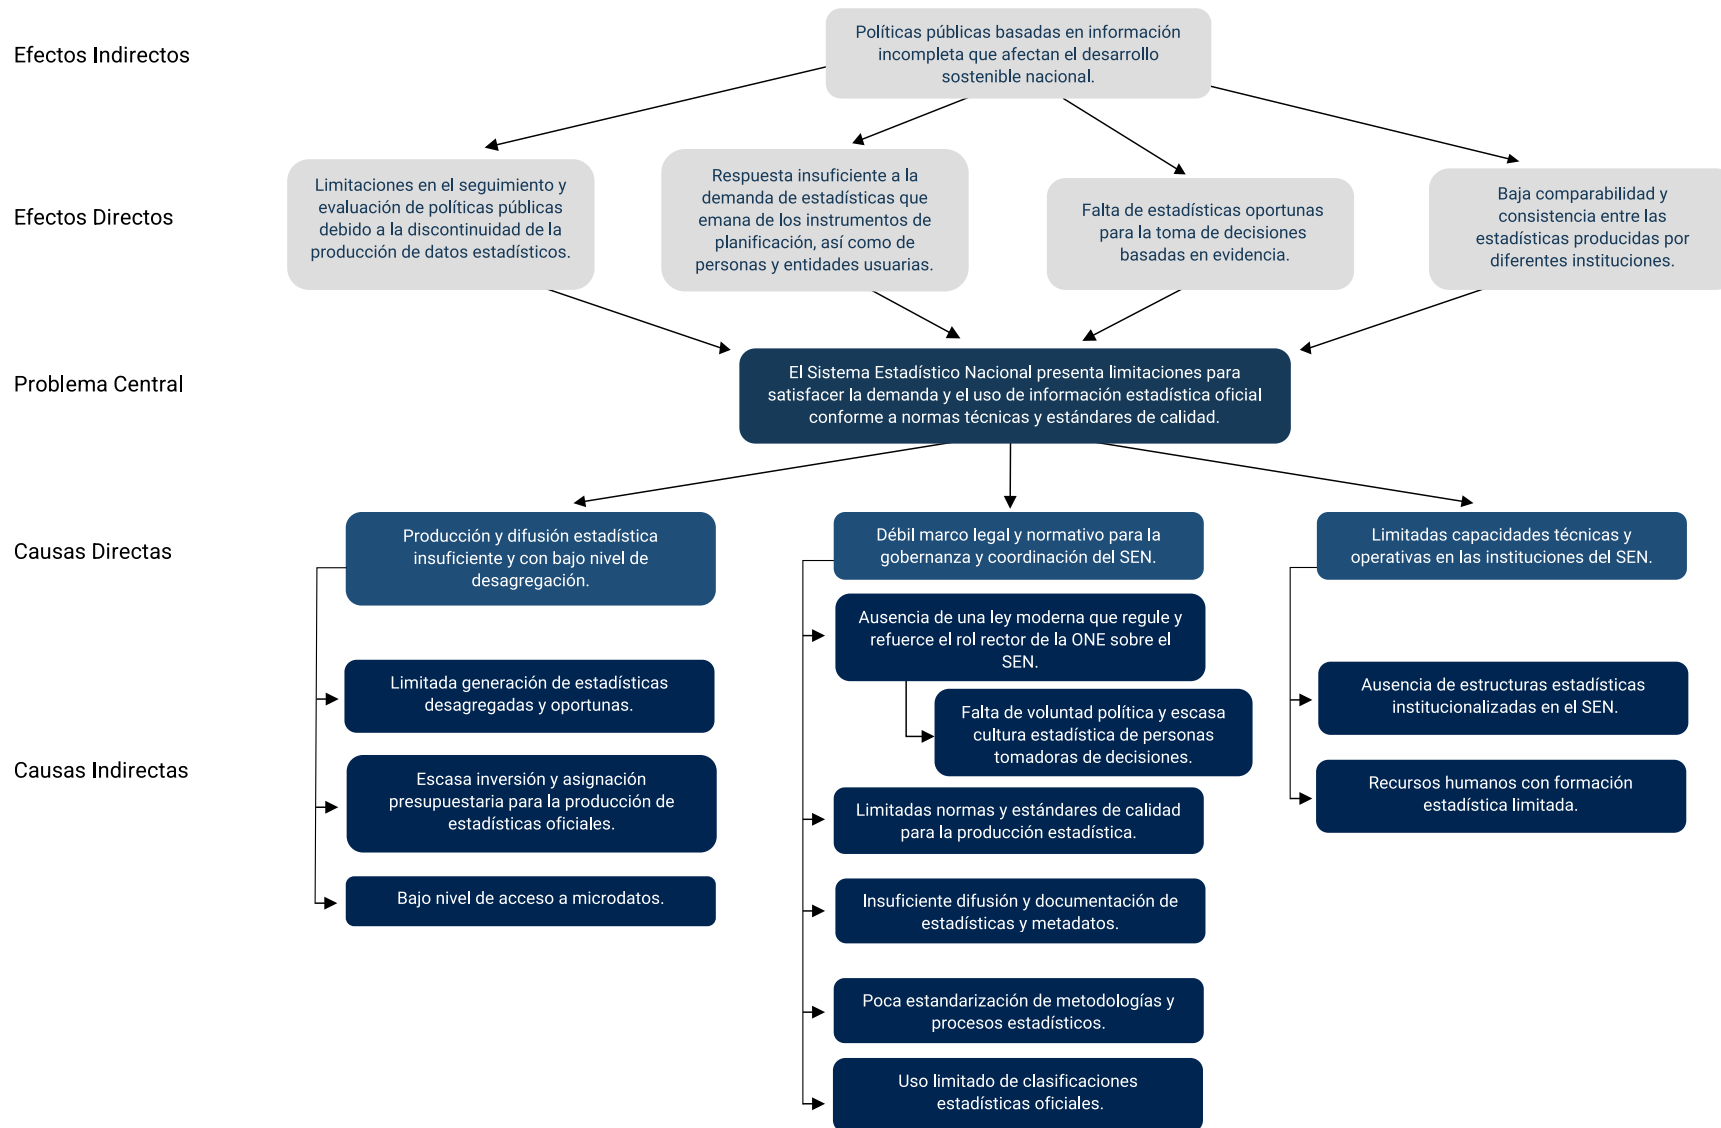 Efectos Indirectos
Políticas públicas basadas en información
incompleta que afectan el desarrollo
sostenible nacional.
Efectos Directos
Limitaciones en el seguimiento y
evaluación de políticas públicas
debido a la discontinuidad de la
producción de datos estadísticos.
Respuesta insuficiente a la
demanda de estadísticas que
emana de los instrumentos de
planificación, así como de
personas y entidades usuarias.
Falta de estadísticas oportunas
para la toma de decisiones
basadas en evidencia.
Baja comparabilidad y
consistencia entre las
estadísticas producidas por
diferentes instituciones.
Problema Central
El Sistema Estadístico Nacional presenta limitaciones para
satisfacer la demanda y el uso de información estadística oficial
conforme a normas técnicas y estándares de calidad.
Causas Directas
Producción y difusión estadística
insuficiente y con bajo nivel de
desagregación.
Débil marco legal y normativo para la
gobernanza y coordinación del SEN.
Limitadas capacidades técnicas y
operativas en las instituciones del SEN.
Causas Indirectas
Limitada generación de estadísticas
desagregadas y oportunas.
Escasa inversión y asignación
presupuestaria para la producción de
estadísticas oficiales.
Bajo nivel de acceso a microdatos.
Ausencia de una ley moderna que regule y
refuerce el rol rector de la ONE sobre el
SEN.
Falta de voluntad política y escasa
cultura estadística de personas
tomadoras de decisiones.
Limitadas normas y estándares de calidad
para la producción estadística.
Insuficiente difusión y documentación de
estadísticas y metadatos.
Poca estandarización de metodologías y
procesos estadísticos.
Uso limitado de clasificaciones
estadísticas oficiales.
Ausencia de estructuras estadísticas
institucionalizadas en el SEN.
Recursos humanos con formación
estadística limitada.